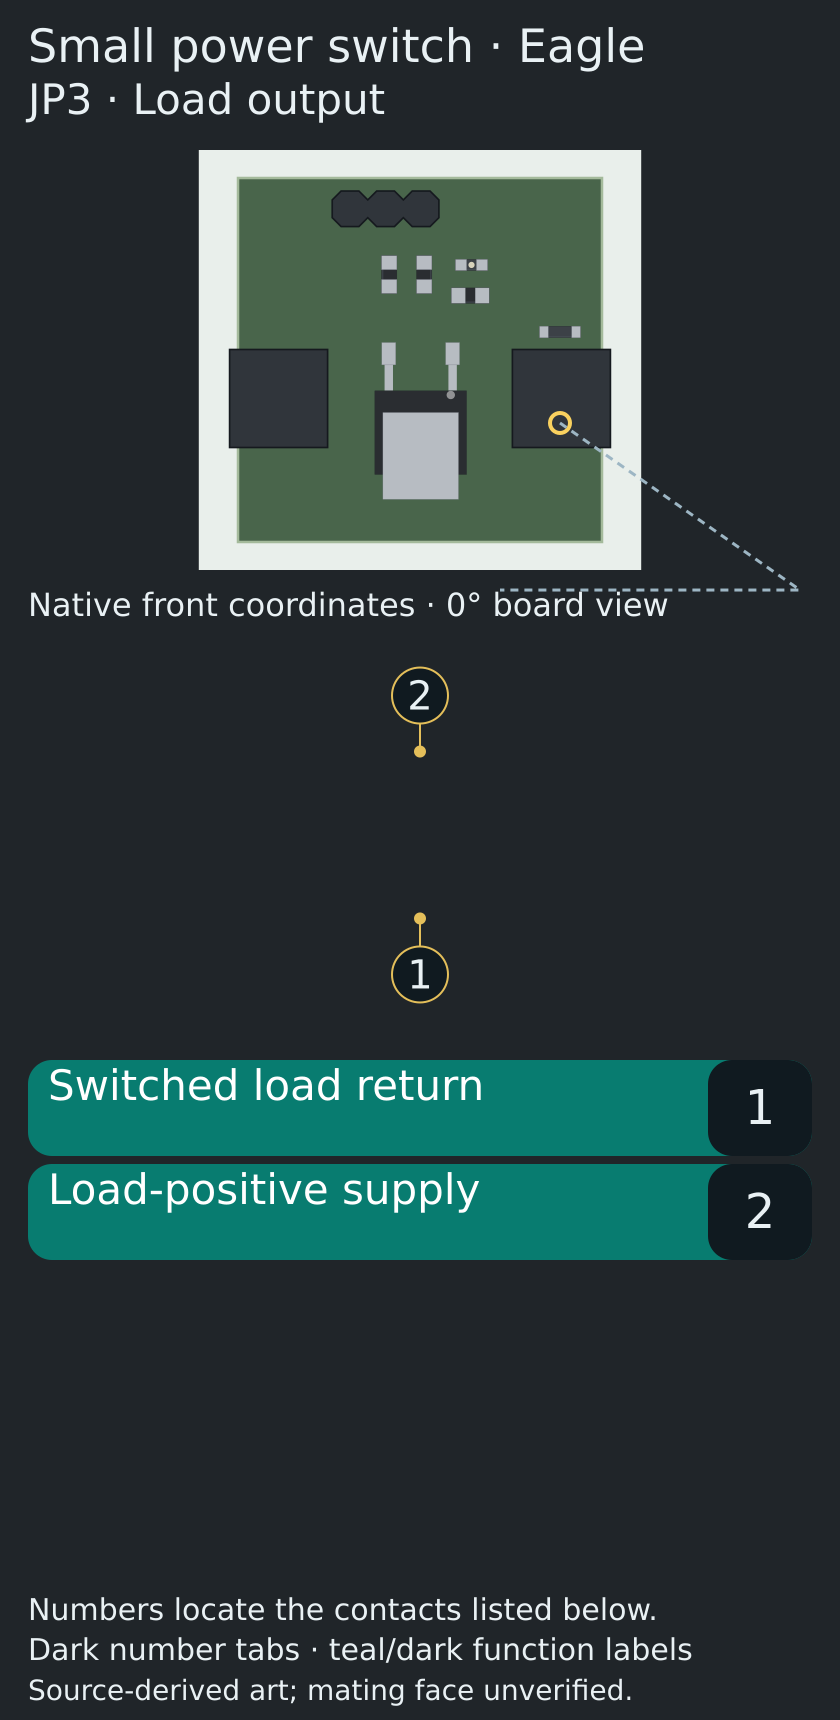 Small power switch · Eagle
JP3 · Load output
Native front coordinates · 0° board view
2
1
Switched load return 1
Load-positive supply 2
Numbers locate the contacts listed below.
Dark number tabs · teal/dark function labels
Source-derived art; mating face unverified.